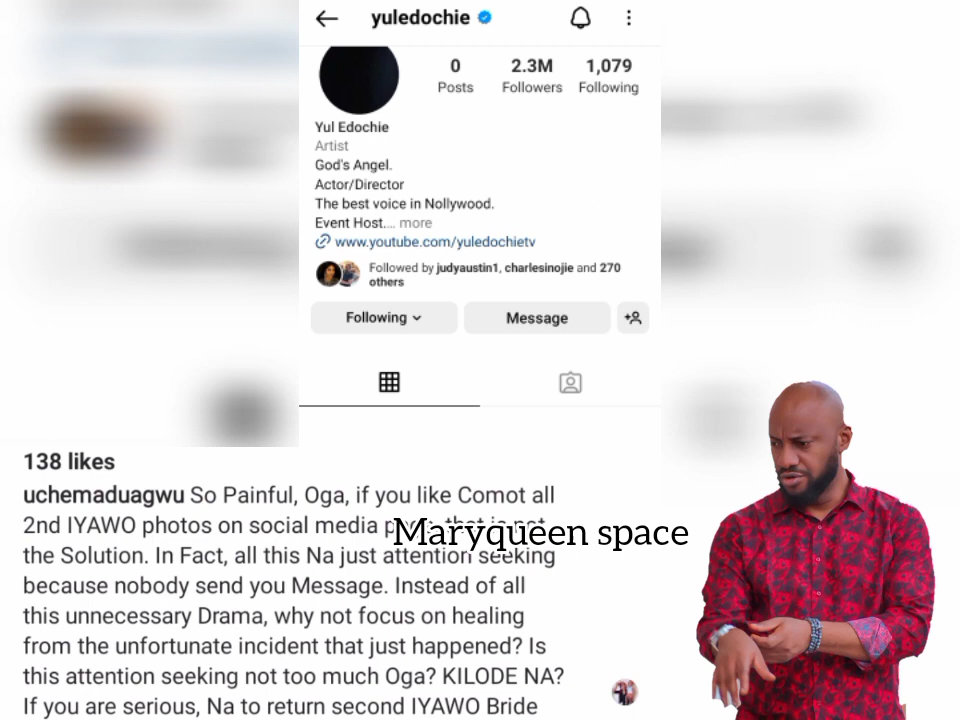 yuledochie
0 2.3M 1,079
Posts Followers Following
Yul Edochie
Artist
God's Angel.
Actor/Director
The best voice in Nollywood.
Event Host.... more
www.youtube.com/yuledochietv
Followed by judyaustin1, charlesinojie and 270
others
Following Message
138 likes
uchemaduagwu So Painful, Oga, if you like Comot all
2nd IYAWO photos on social media that is not
Maryqueen space
the Solution. In Fact, all this Na just attention seeking
because nobody send you Message. Instead of all
this unnecessary Drama, why not focus on healing
from the unfortunate incident that just happened? Is
this attention seeking not too much Oga? KILODE NA?
If you are serious, Na to return second IYAWO Bride